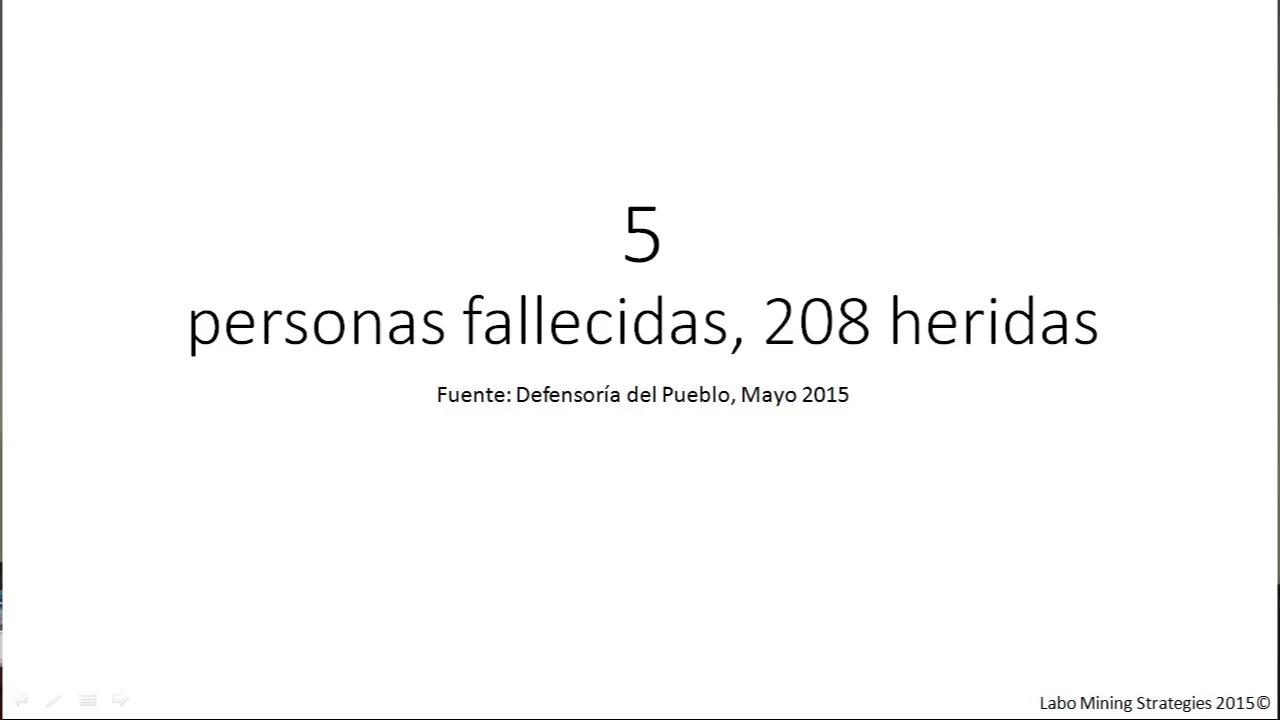 5
personas fallecidas, 208 heridas
Fuente: Defensoría del Pueblo, Mayo 2015
Labo Mining Strategies 2015©